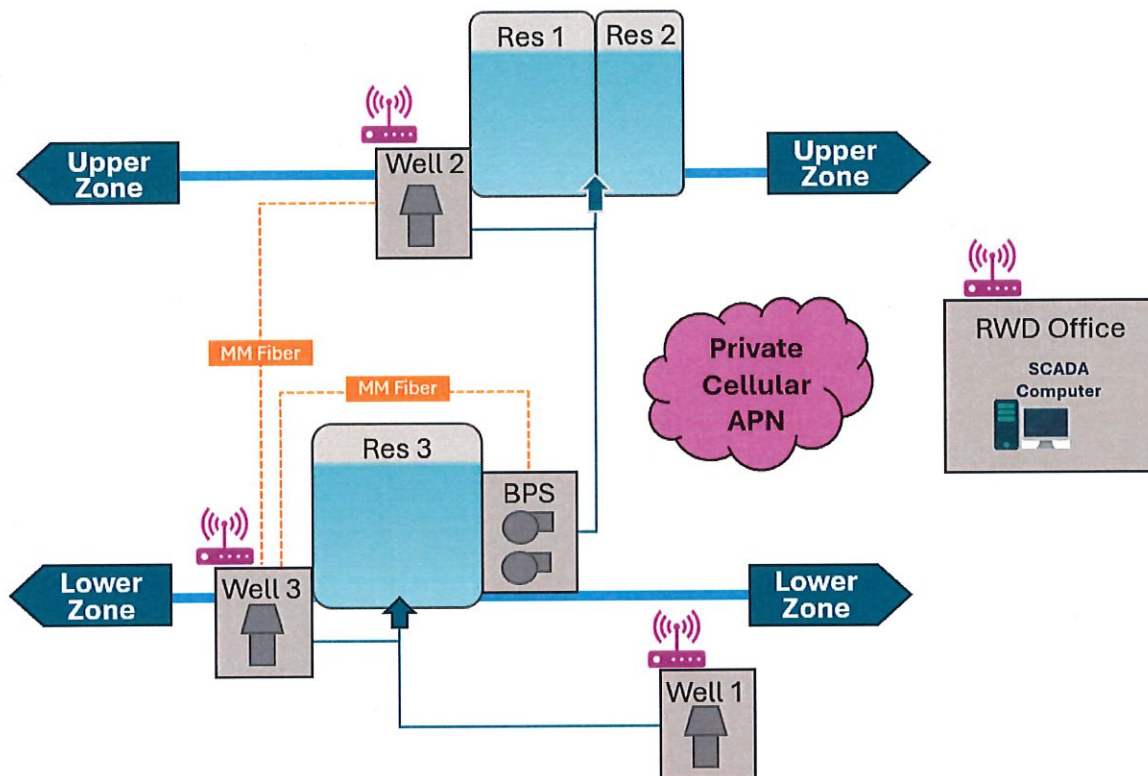 Res 1
Res 2
Well 2
Upper
Zone
Upper
Zone
MM Fiber
MM Fiber
Private
Cellular
APN
RWD Office
SCADA
Computer
Res 3
BPS
Lower
Zone
Well 3
Lower
Zone
Well 1